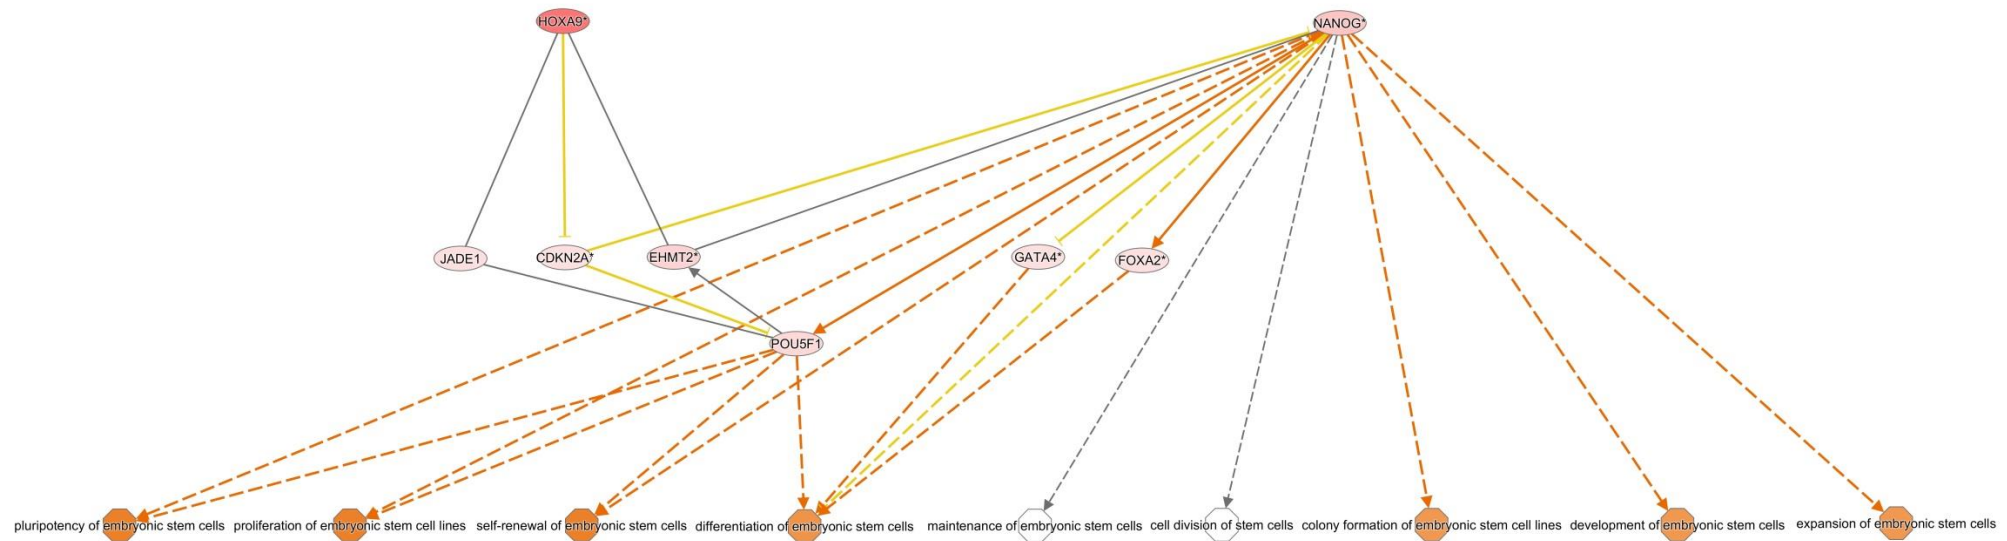 HOXA9*
NANOG*
JADE1
CDKN2A*
EHMT2*
GATA4*
FOXA2*
POU5F1
pluripotency of embryonic stem cells
proliferation of embryonic stem cell lines
self-renewal of embryonic stem cells
differentiation of embryonic stem cells
maintenance of embryonic stem cells
cell division of stem cells
colony formation of embryonic stem cell lines
development of embryonic stem cells
expansion of embryonic stem cells